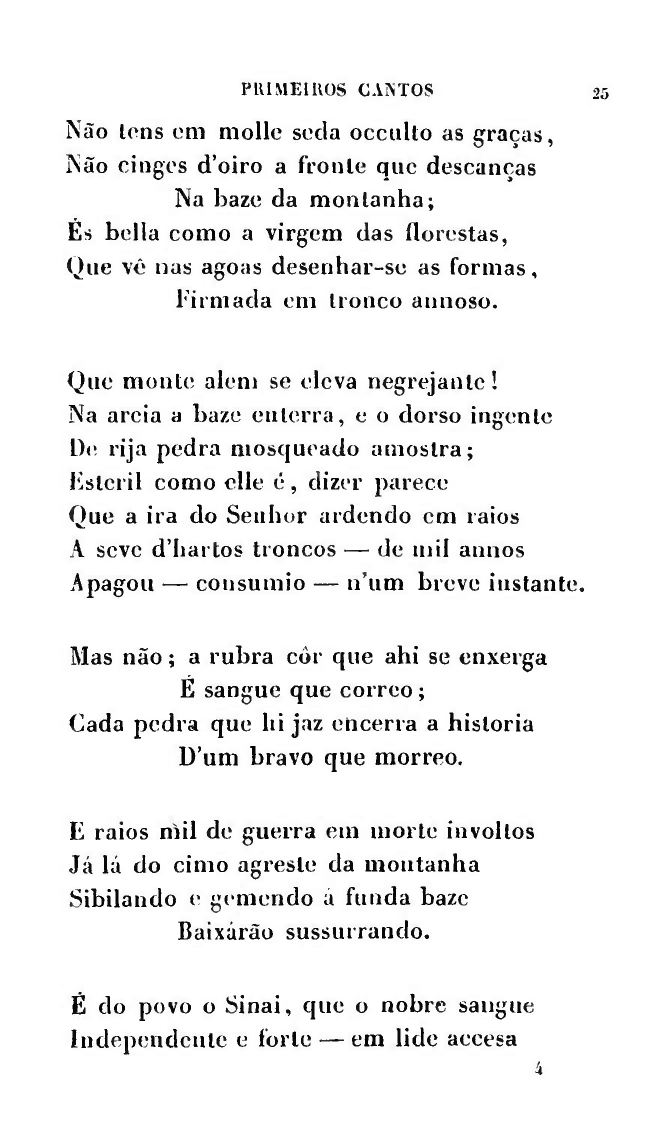 PRIMEIROS CANTOS 25
Não tens em molle seda occulto as graças,
Não cinges d'oiro a fronte que descanças
Na baze da montanha;
És bella como a virgem das florestas,
Que vê nas agoas desenhar-se as formas,
Firmada em tronco annoso.
Que monte alem se eleva negrejante!
Na areia a baze enterra, e o dorso ingente
De rija pedra mosqueado amostra;
Esteril como elle é, dizer parece
Que a ira do Senhor ardendo em raios
A seve d'hartos troncos — de mil annos
Apagou — consumio — n'um breve instante.
Mas não; a rubra côr que ahi se enxerga
É sangue que correo;
Cada pedra que hi jaz encerra a historia
D'um bravo que morreo.
E raios mil de guerra em morte involtos
Já lá do cimo agreste da montanha
Sibilando e gemendo á funda baze
Baixárão sussurrando.
É do povo o Sinai, que o nobre sangue
Independente e forte — em lide accesa
4